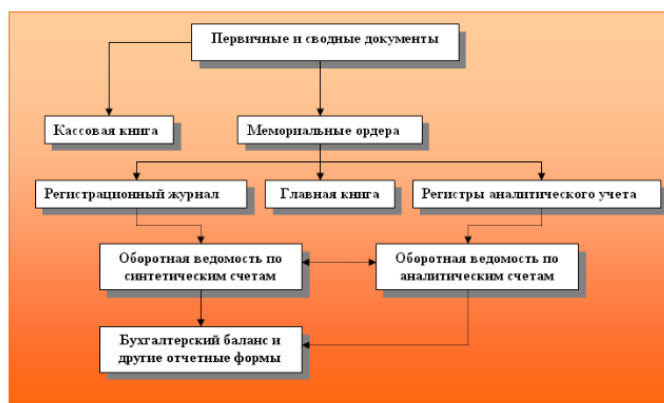 Первичные и сводные документы
Кассовая книга
Мемориальные ордера
Регистрационный журнал
Главная книга
Регистры аналитического учета
Оборотная ведомость по
синтетическим счетам
Оборотная ведомость по
аналитическим счетам
Бухгалтерский баланс и
другие отчетные формы